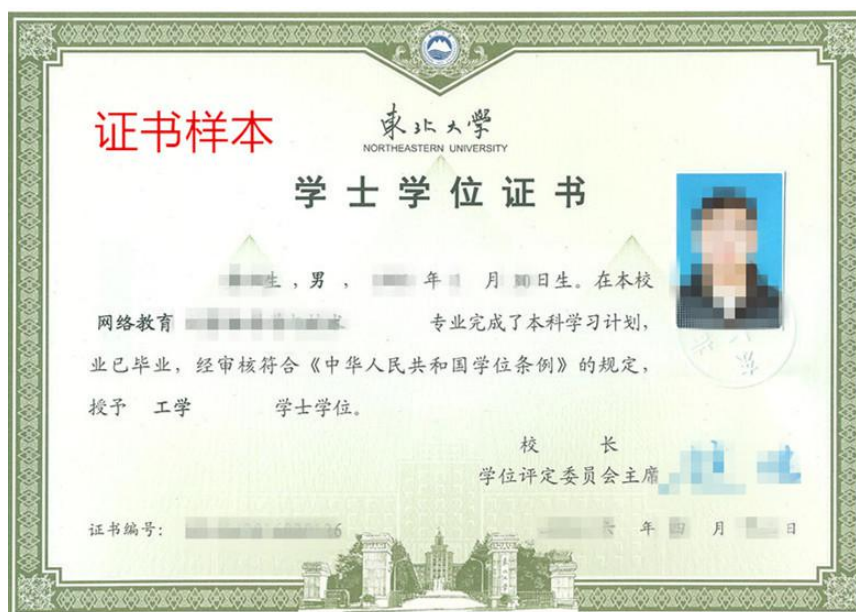 证书样本
東北大学
NORTHEASTERN UNIVERSITY
学士学位证书
生，男， 年 月 日生。在本校
网络教育 专业完成了本科学习计划，
业已毕业，经审核符合《中华人民共和国学位条例》的规定，
授予 工学 学士学位。
校 长
学位评定委员会主席
证书编号： 六 年 四 月 日